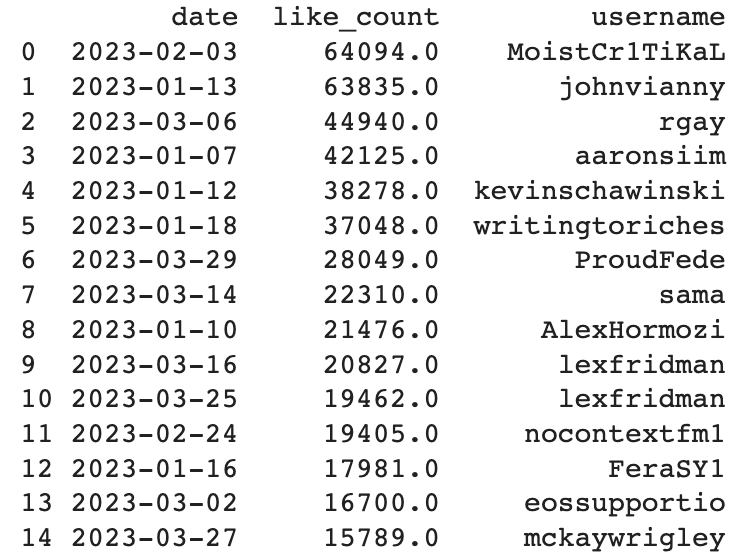 date like_count username
0 2023-02-03 64094.0 MoistCr1TiKaL
1 2023-01-13 63835.0 johnvianny
2 2023-03-06 44940.0 rgay
3 2023-01-07 42125.0 aaronsiim
4 2023-01-12 38278.0 kevinschawinski
5 2023-01-18 37048.0 writingtoriches
6 2023-03-29 28049.0 ProudFede
7 2023-03-14 22310.0 sama
8 2023-01-10 21476.0 AlexHormozi
9 2023-03-16 20827.0 lexfridman
10 2023-03-25 19462.0 lexfridman
11 2023-02-24 19405.0 nocontextfm1
12 2023-01-16 17981.0 FeraSY1
13 2023-03-02 16700.0 eossupportio
14 2023-03-27 15789.0 mckaywrigley